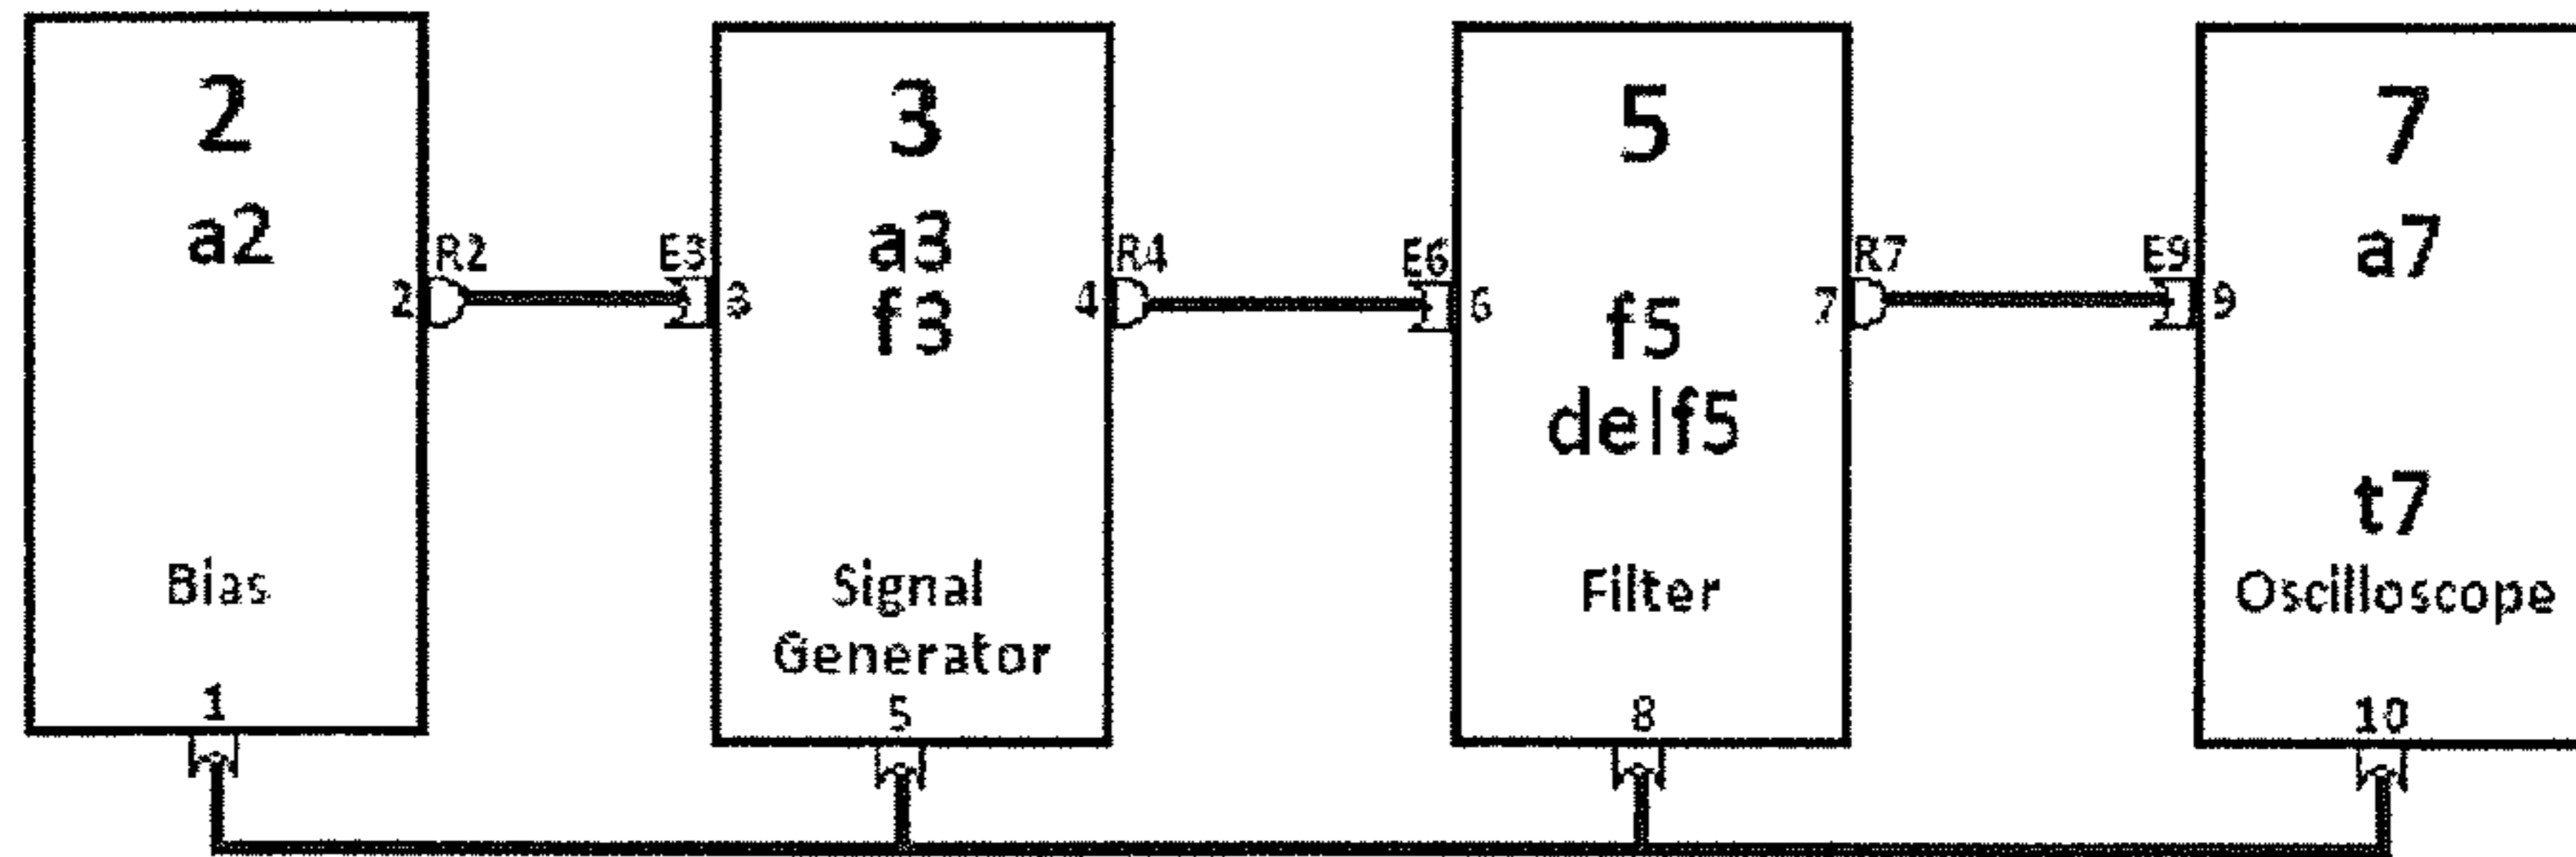 2
a2
R2
2
Bias
1
E3
3
3
a3
f3
R4
4
Signal
Generator
5
E6
6
5
f5
delf5
R7
7
Filter
8
E9
9
7
a7
t7
Oscilloscope
10